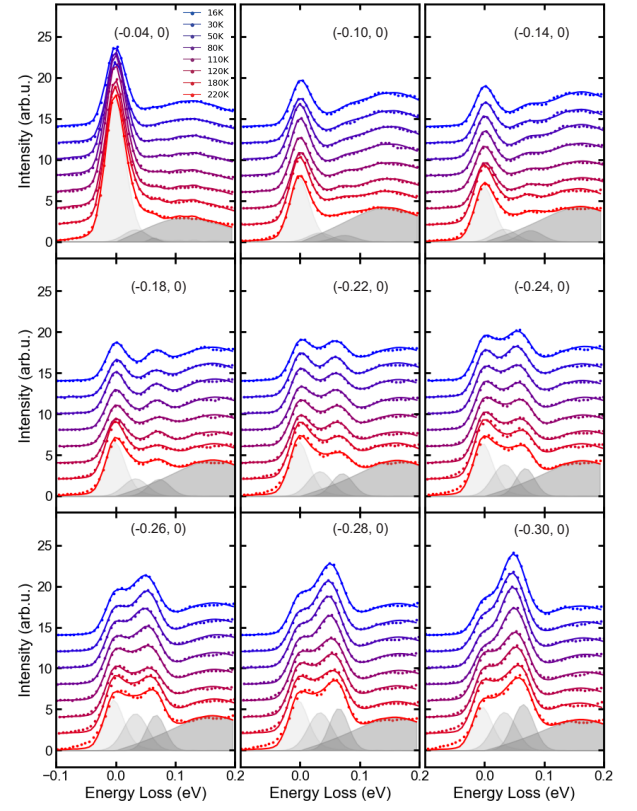 25
20
15
10
5
0
Intensity (arb.u.)
16K
30K
50K
80K
110K
120K
180K
220K
(-0.04, 0)
(-0.10, 0)
(-0.14, 0)
25
20
15
10
5
0
Intensity (arb.u.)
(-0.18, 0)
(-0.22, 0)
(-0.24, 0)
25
20
15
10
5
0
Intensity (arb.u.)
(-0.26, 0)
(-0.28, 0)
(-0.30, 0)
−0.1 0.0 0.1 0.2 0.0 0.1 0.2 0.0 0.1 0.2
Energy Loss (eV) Energy Loss (eV) Energy Loss (eV)